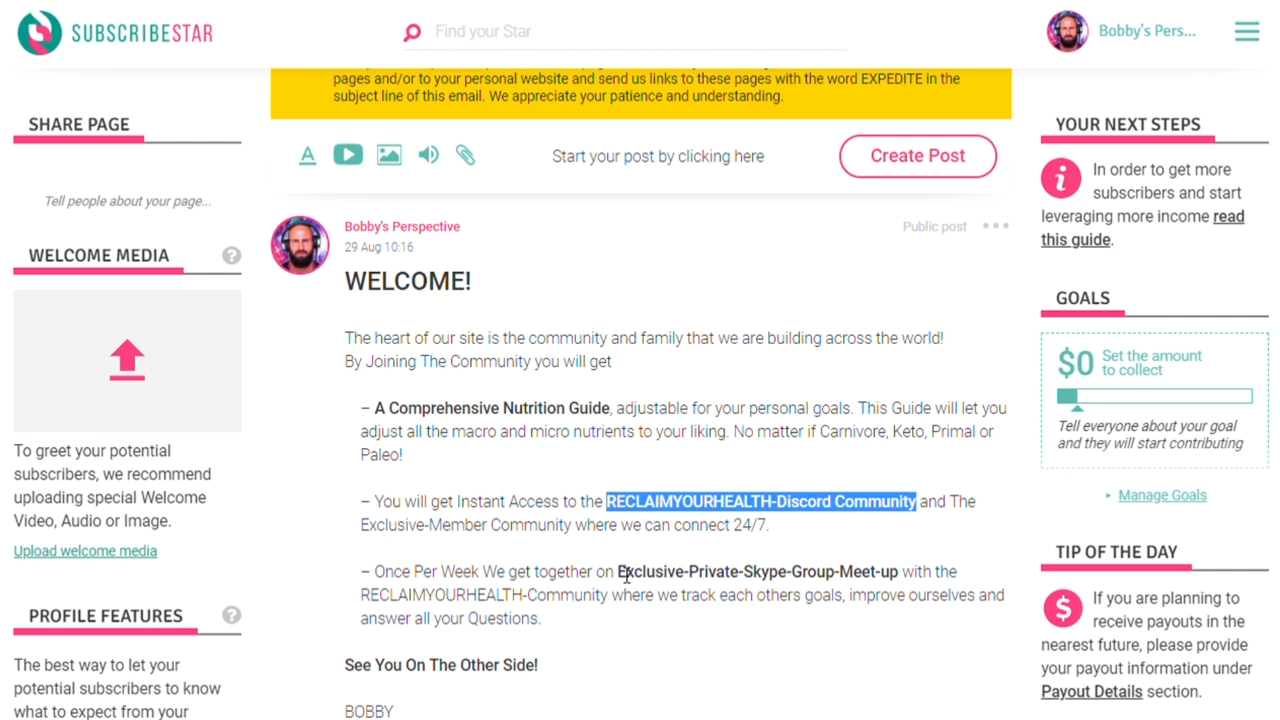 SUBSCRIBESTAR
Find your Star
Bobby's Pers...
pages and/or to your personal website and send us links to these pages with the word EXPEDITE in the
subject line of this email. We appreciate your patience and understanding.
SHARE PAGE
Tell people about your page...
WELCOME MEDIA
?
To greet your potential
subscribers, we recommend
uploading special Welcome
Video, Audio or Image.
Upload welcome media
PROFILE FEATURES
?
The best way to let your
potential subscribers to know
what to expect from your
A
Start your post by clicking here
Create Post
Bobby's Perspective
Public post
29 Aug 10:16
WELCOME!
The heart of our site is the community and family that we are building across the world!
By Joining The Community you will get
– A Comprehensive Nutrition Guide, adjustable for your personal goals. This Guide will let you
adjust all the macro and micro nutrients to your liking. No matter if Carnivore, Keto, Primal or
Paleo!
– You will get Instant Access to the RECLAIMYOURHEALTH-Discord Community and The
Exclusive-Member Community where we can connect 24/7.
– Once Per Week We get together on Exclusive-Private-Skype-Group-Meet-up with the
RECLAIMYOURHEALTH-Community where we track each others goals, improve ourselves and
answer all your Questions.
See You On The Other Side!
BOBBY
YOUR NEXT STEPS
In order to get more
subscribers and start
leveraging more income read
this guide.
GOALS
$0 Set the amount
to collect
Tell everyone about your goal
and they will start contributing
Manage Goals
TIP OF THE DAY
If you are planning to
receive payouts in the
nearest future, please provide
your payout information under
Payout Details section.